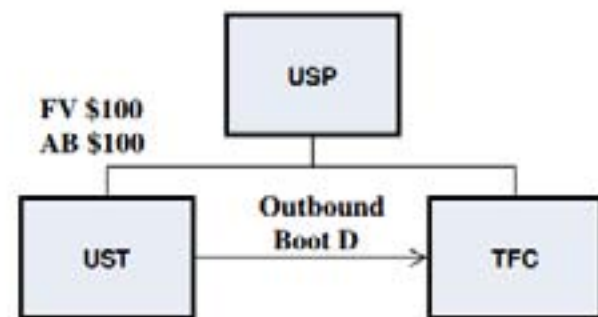 USP
FV $100
AB $100
Outbound
Boot D
UST
TFC